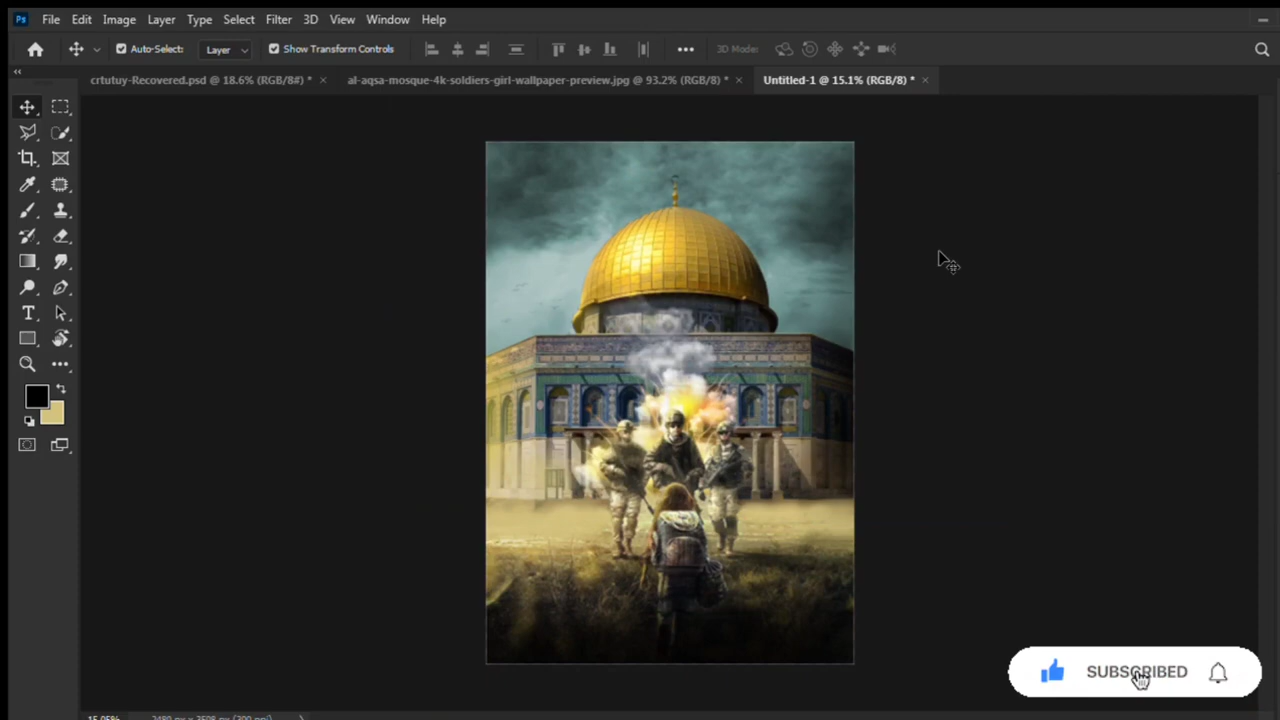 Ps File Edit Image Layer Type Select Filter 3D View Window Help
Auto-Select: Layer Show Transform Controls 3D Mode:
crtutuy-Recovered.psd @ 18.6% (RGB/8#) * × al-aqsa-mosque-4k-soldiers-girl-wallpaper-preview.jpg @ 93.2% (RGB/8) * × Untitled-1 @ 15.1% (RGB/8) * ×
SUBSCRIBED